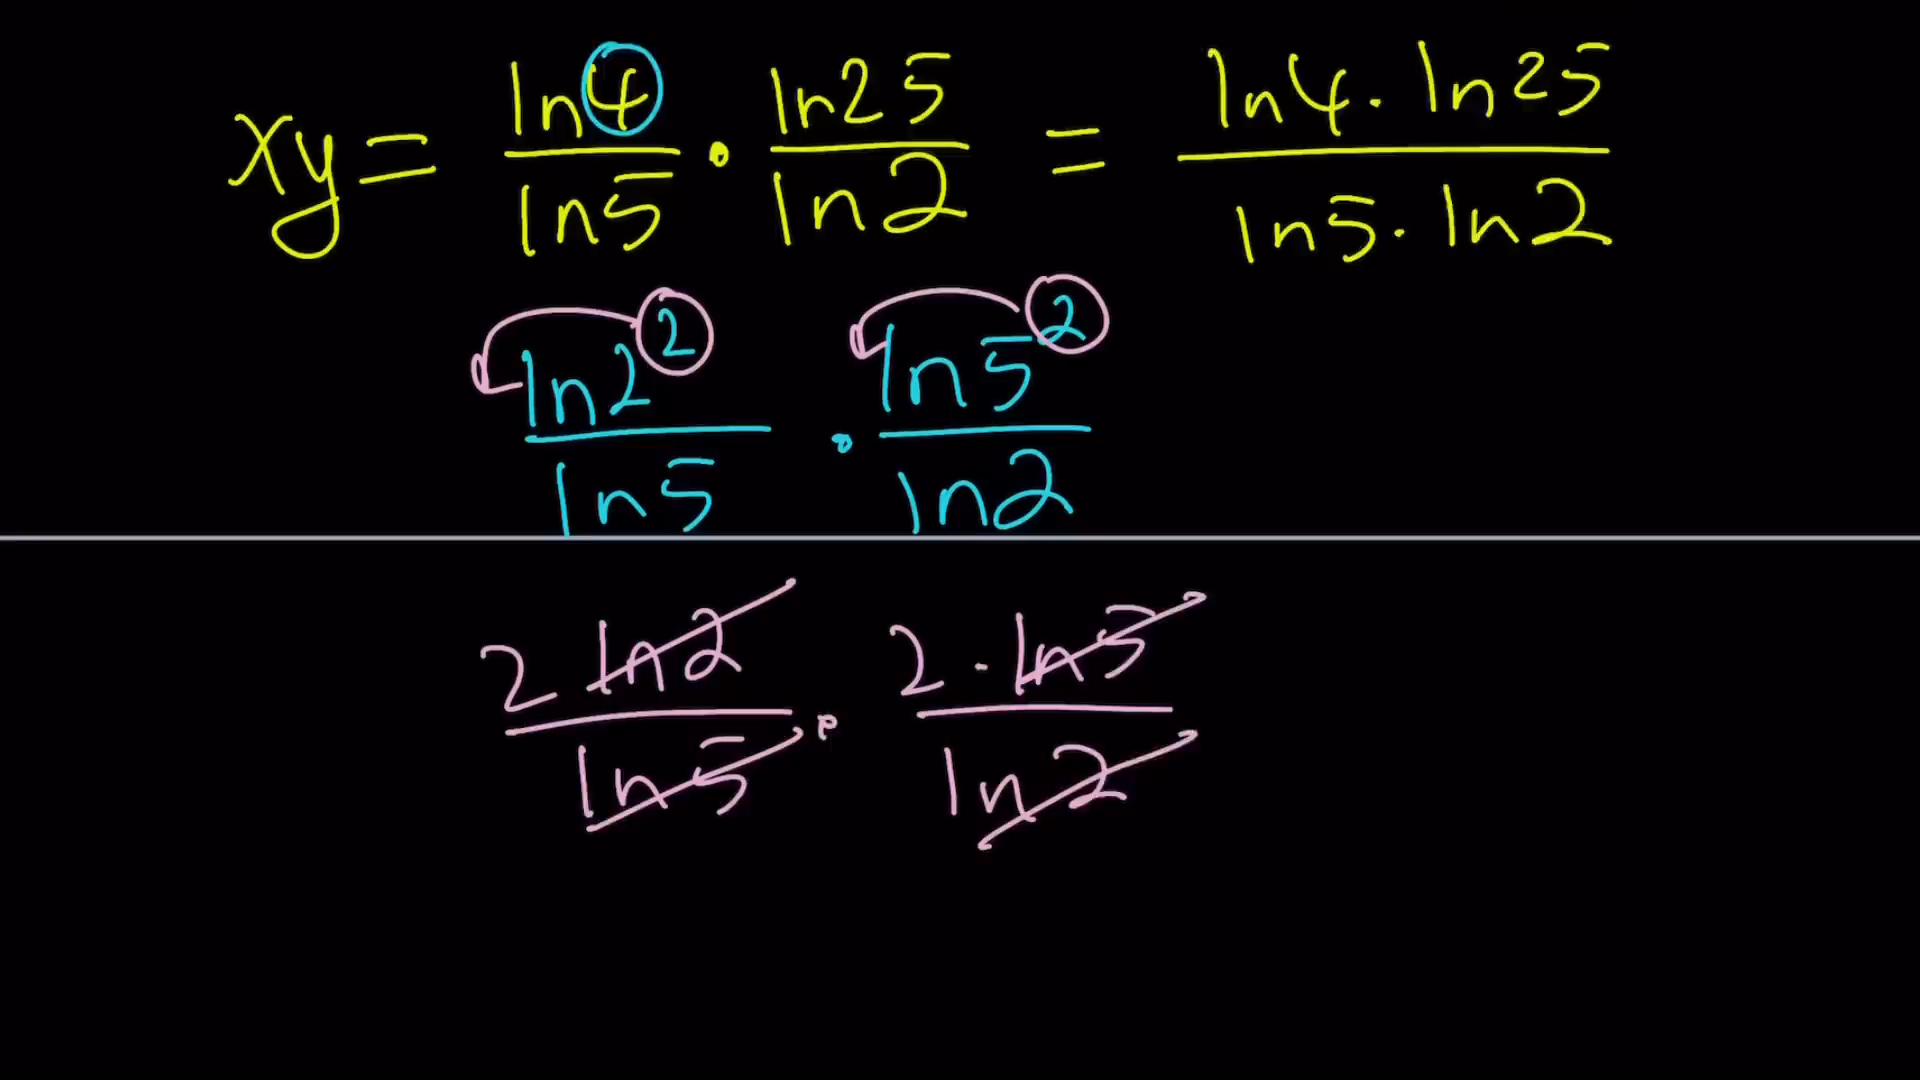 xy = ln4/ln5 · ln25/ln2 = ln4 · ln25/ln5 · ln2
ln2²/ln5 · ln5²/ln2
2 ln2/ln5 · 2 · ln5/ln2